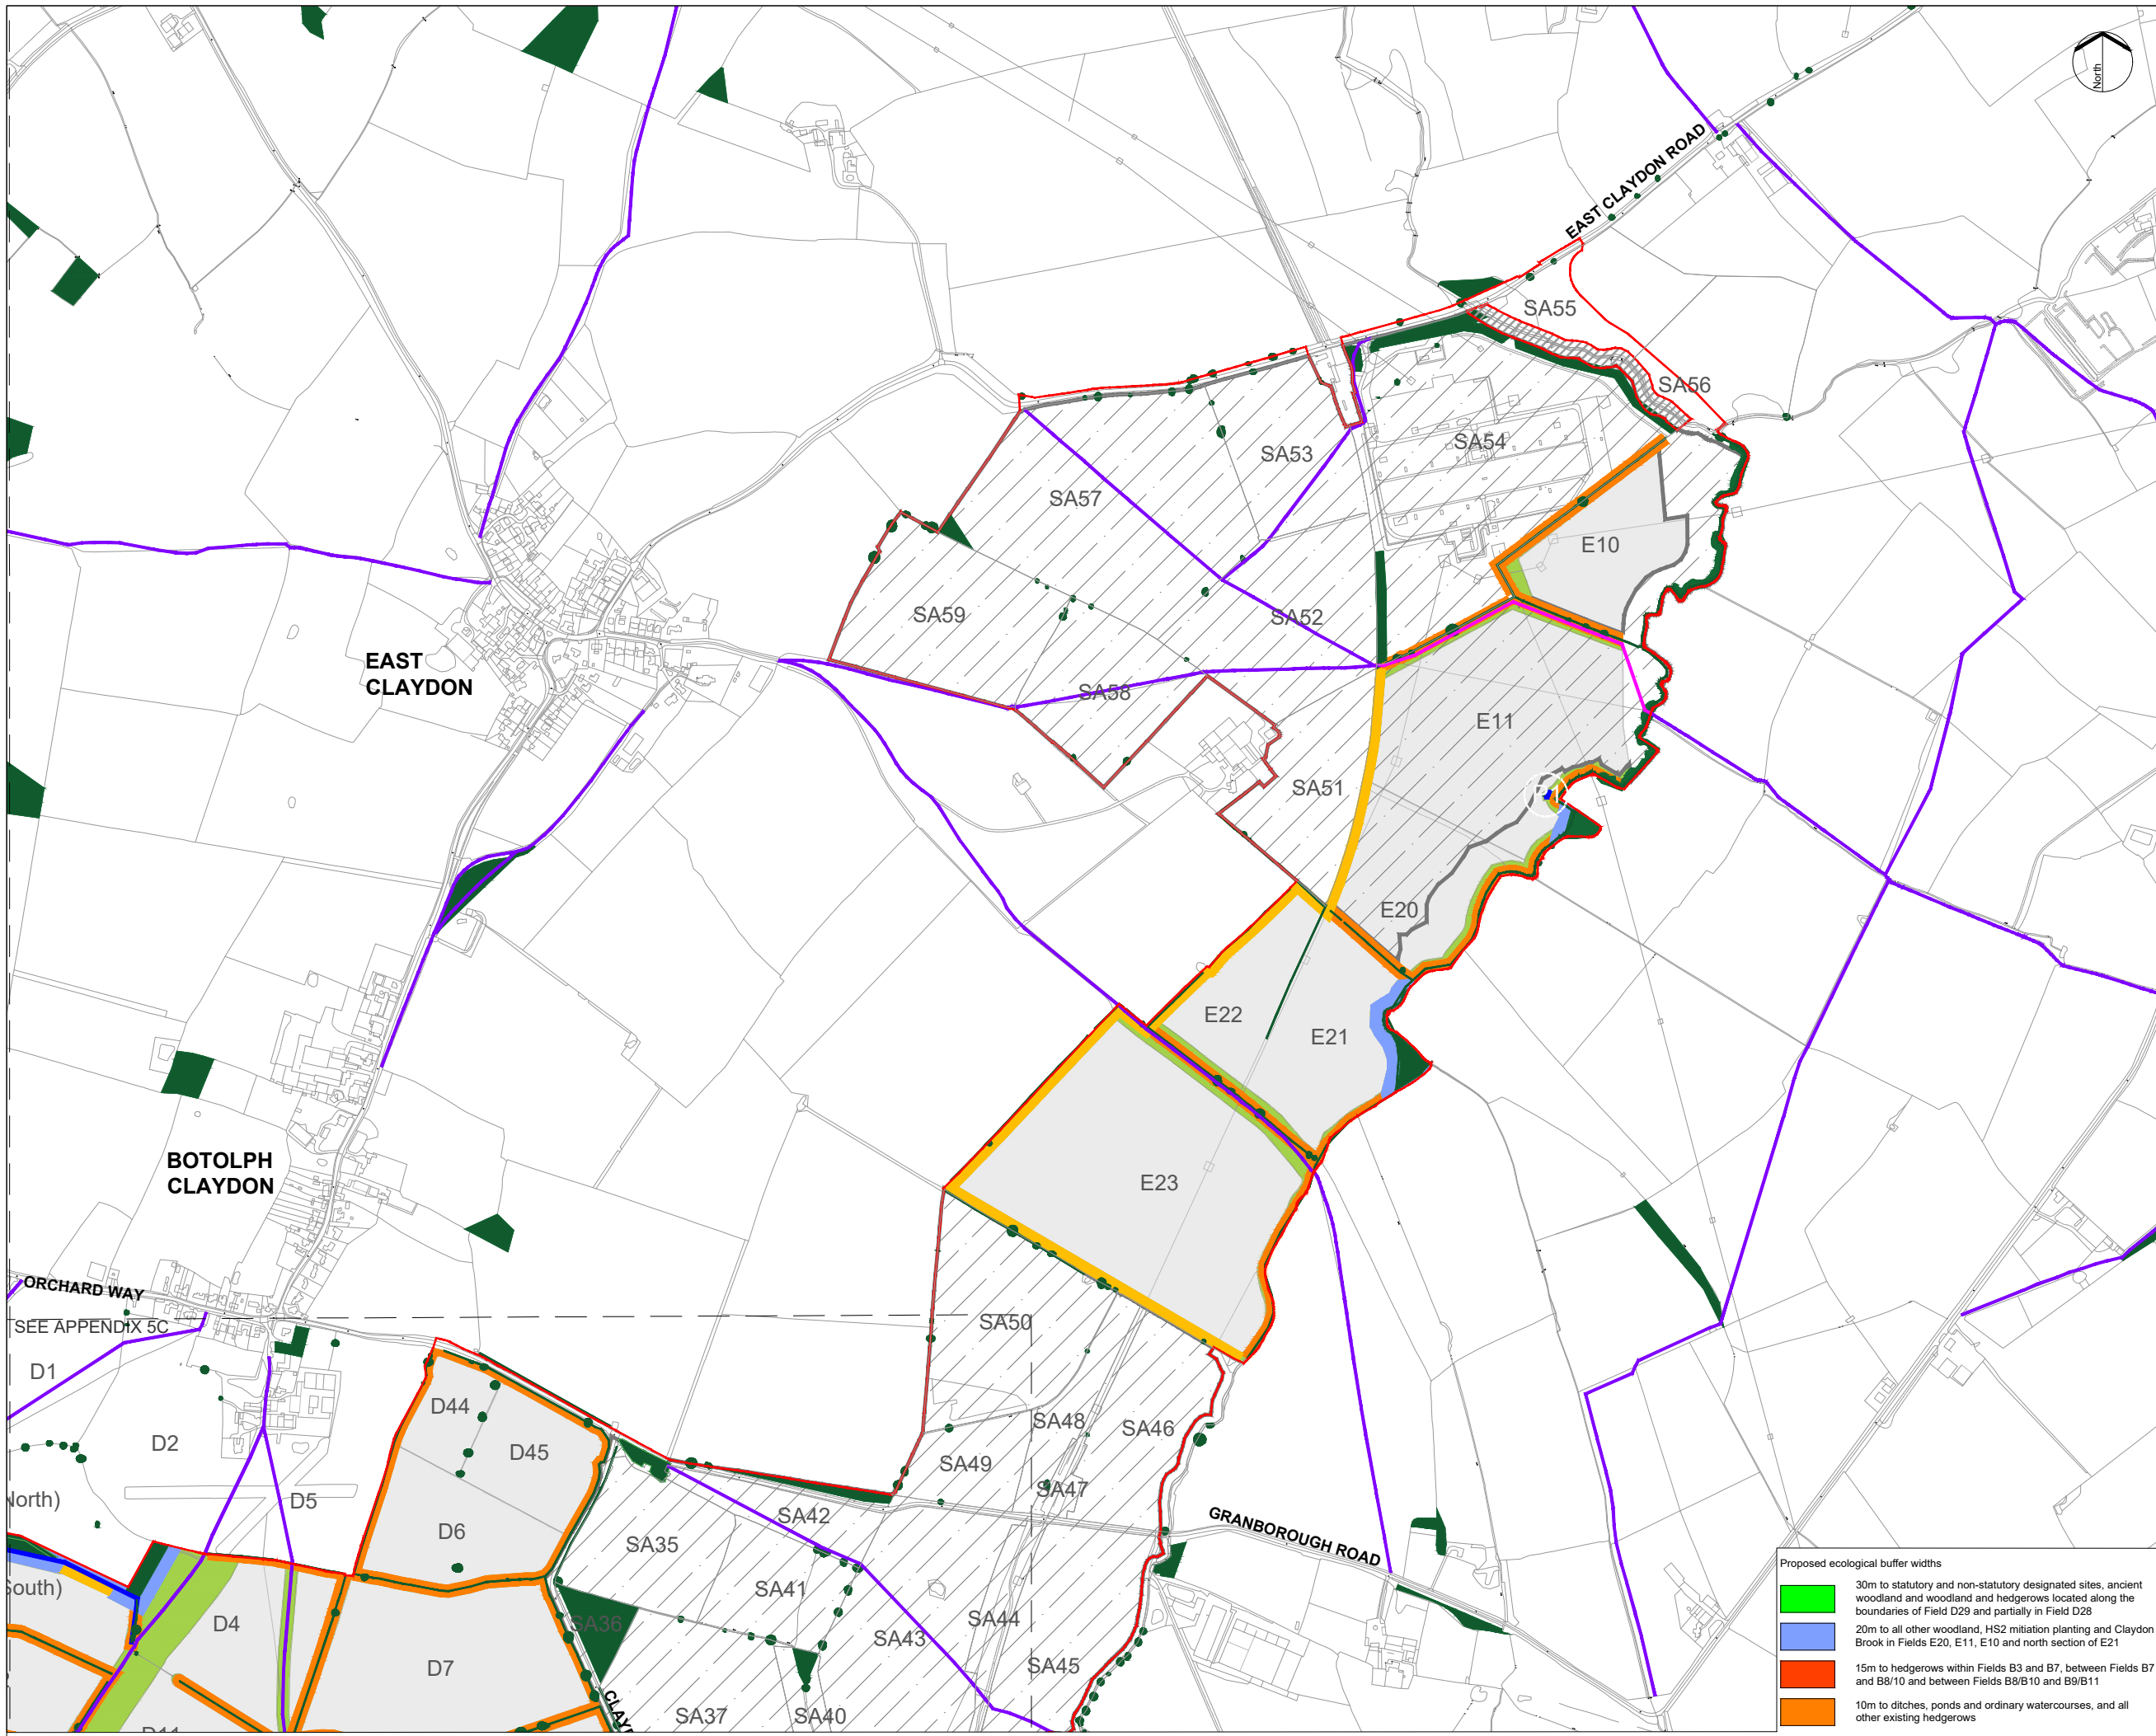 North
EAST CLAYDON ROAD
SA55
SA56
SA54
SA53
SA57
E10
SA59
SA52
EAST
CLAYDON
SA58
E11
SA51
E20
E22
E21
BOTOLPH
CLAYDON
E23
ORCHARD WAY
SEE APPENDIX 5C
SA50
D1
D44
SA48
SA46
D2
D45
SA49
SA47
North)
D5
SA42
D6
SA35
GRANBOROUGH ROAD
South)
SA41
D4
SA36
SA44
SA43
D7
SA45
SA37
SA40
D11
Proposed ecological buffer widths
30m to statutory and non-statutory designated sites, ancient
woodland and woodland and hedgerows located along the
boundaries of Field D29 and partially in Field D28
20m to all other woodland, HS2 mitiation planting and Claydon
Brook in Fields E20, E11, E10 and north section of E21
15m to hedgerows within Fields B3 and B7, between Fields B7
and B8/10 and between Fields B8/B10 and B9/B11
10m to ditches, ponds and ordinary watercourses, and all
other existing hedgerows